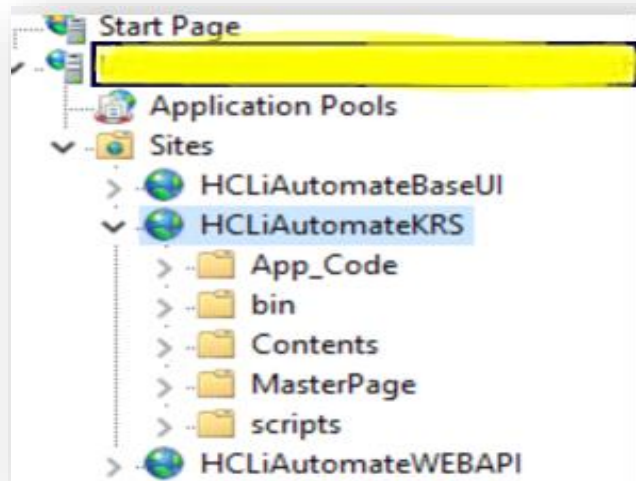 Start Page
Application Pools
Sites
HCLiAutomateBaseUI
HCLiAutomateKRS
App_Code
bin
Contents
MasterPage
scripts
HCLiAutomateWEBAPI